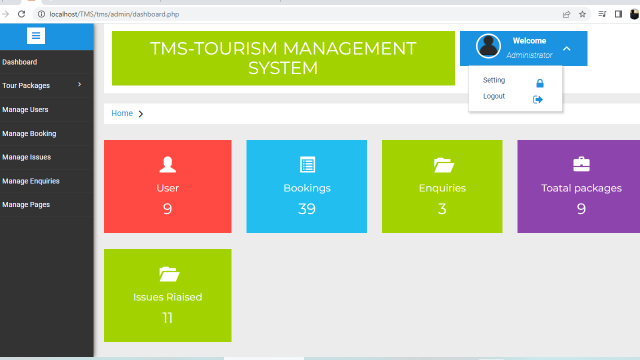 localhost/TMS/tms/admin/dashboard.php
TMS-TOURISM MANAGEMENT
SYSTEM
Welcome
Administrator
Setting
Logout
Dashboard
Tour Packages
Manage Users
Manage Booking
Manage Issues
Manage Enquiries
Manage Pages
Home
User
9
Bookings
39
Enquiries
3
Toatal packages
9
Issues Riaised
11